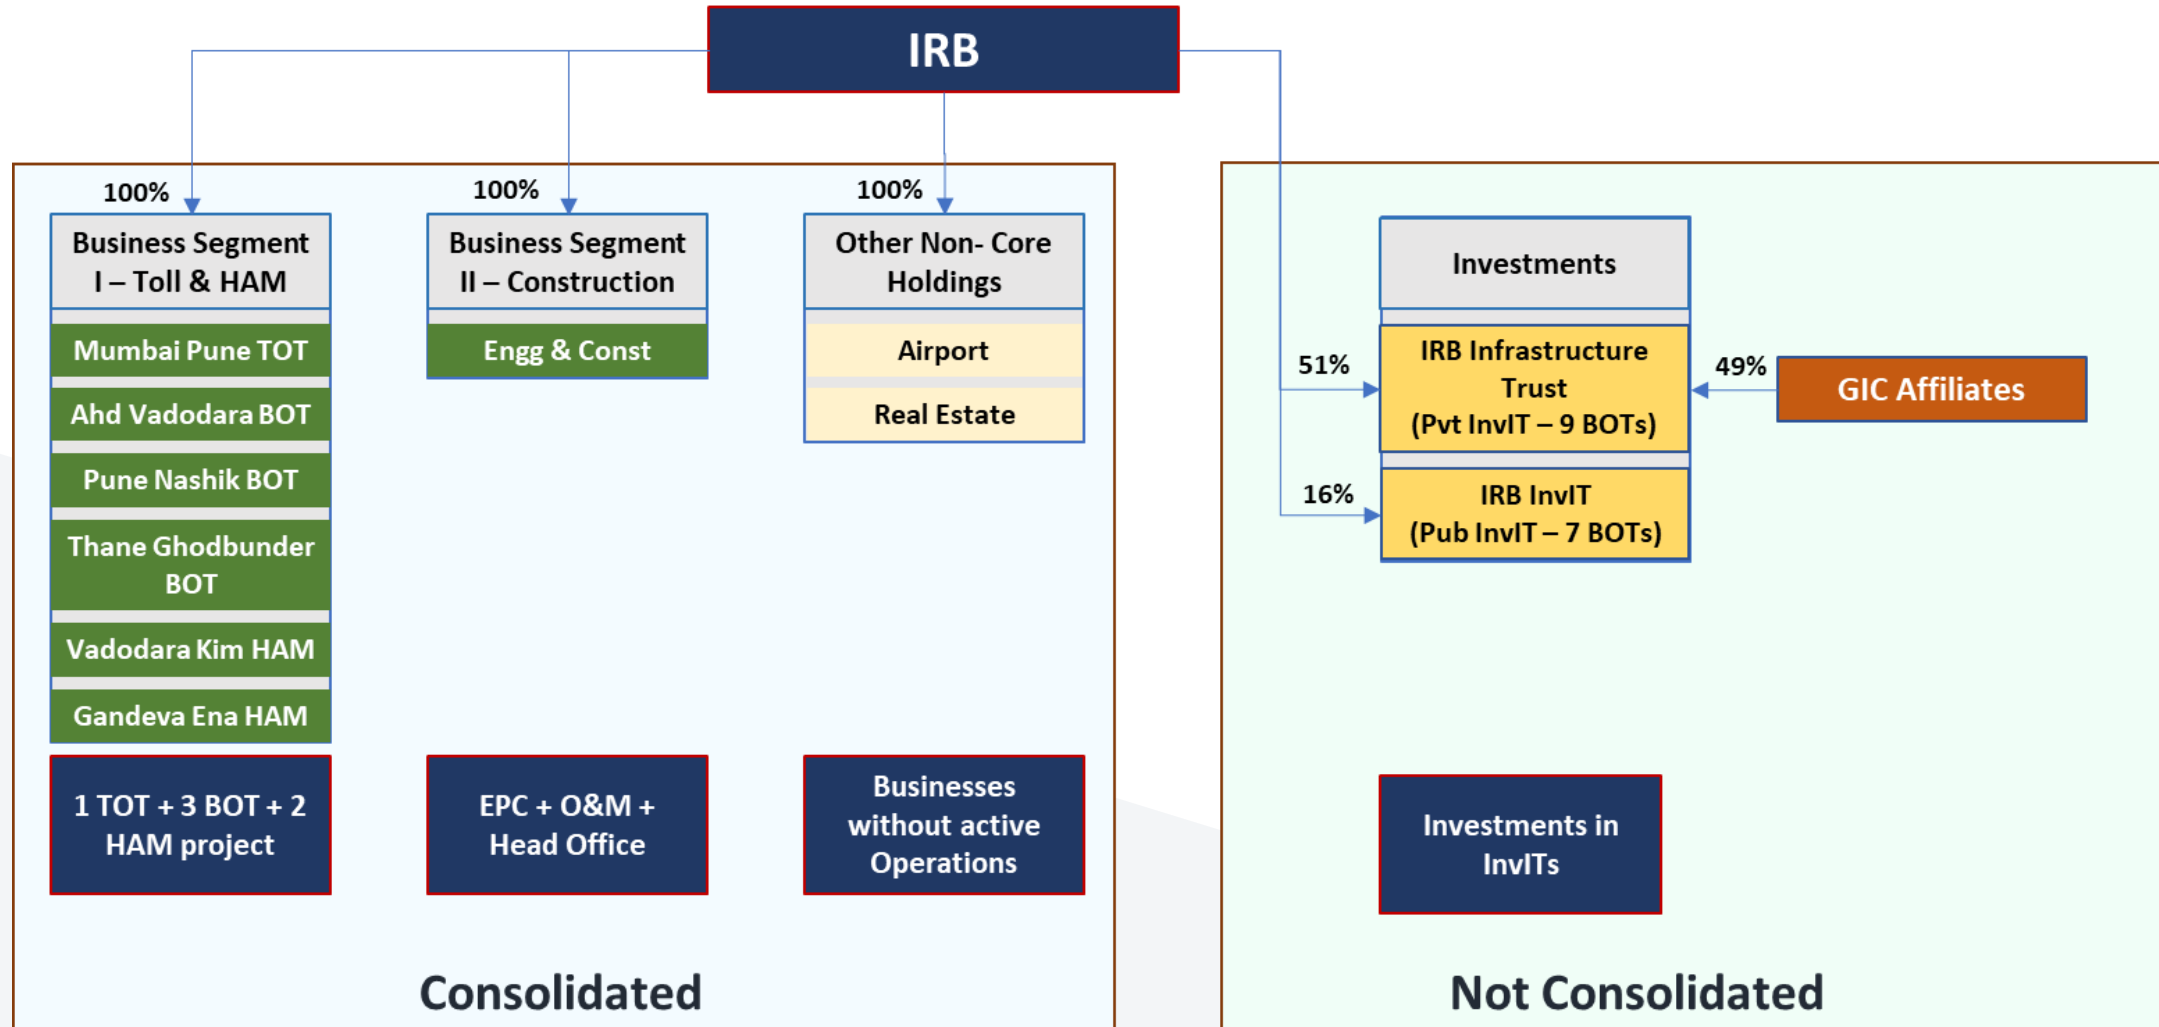 IRB
100%
Business Segment
I – Toll & HAM
Mumbai Pune TOT
Ahd Vadodara BOT
Pune Nashik BOT
Thane Ghodbunder
BOT
Vadodara Kim HAM
Gandeva Ena HAM
1 TOT + 3 BOT + 2
HAM project
100%
Business Segment
II – Construction
Engg & Const
EPC + O&M +
Head Office
100%
Other Non- Core
Holdings
Airport
Real Estate
Businesses
without active
Operations
Consolidated
Investments
51%
IRB Infrastructure
Trust
(Pvt InvIT – 9 BOTs)
49%
GIC Affiliates
16%
IRB InvIT
(Pub InvIT – 7 BOTs)
Investments in
InvITs
Not Consolidated